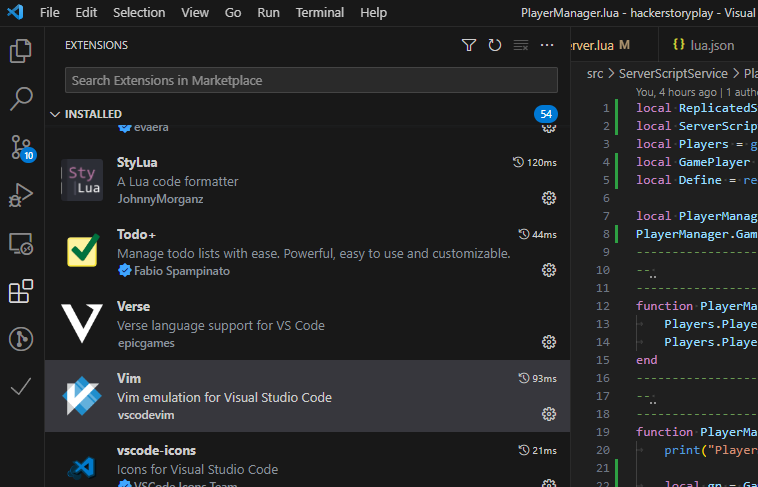 File Edit Selection View Go Run Terminal Help PlayerManager.lua - hackerstoryplay - Visual
EXTENSIONS
Search Extensions in Marketplace
INSTALLED 54
evaera
StyLua 120ms
A Lua code formatter
JohnnyMorganz
Todo+ 44ms
Manage todo lists with ease. Powerful, easy to use and customizable.
Fabio Spampinato
Verse
Verse language support for VS Code
epicgames
Vim 93ms
Vim emulation for Visual Studio Code
vscodevim
vscode-icons 21ms
Icons for Visual Studio Code
VSCode Icons Team
10
Sty
Lua
erver.lua M {} lua.json
src > ServerScriptService > Pla
You, 4 hours ago | 1 autho
1 local ReplicatedS
2 local ServerScrip
3 local Players = g
4 local GamePlayer
5 local Define = re
6
7 local PlayerManag
8 PlayerManager.Gam
9 ------------------
10 -- .
11 ------------------
12 function PlayerMa
13 Players.Playe
14 Players.Playe
15 end
16 ------------------
17 -- .
18 ------------------
19 function PlayerMa
20 print("Player
21
22 local gp = Ga